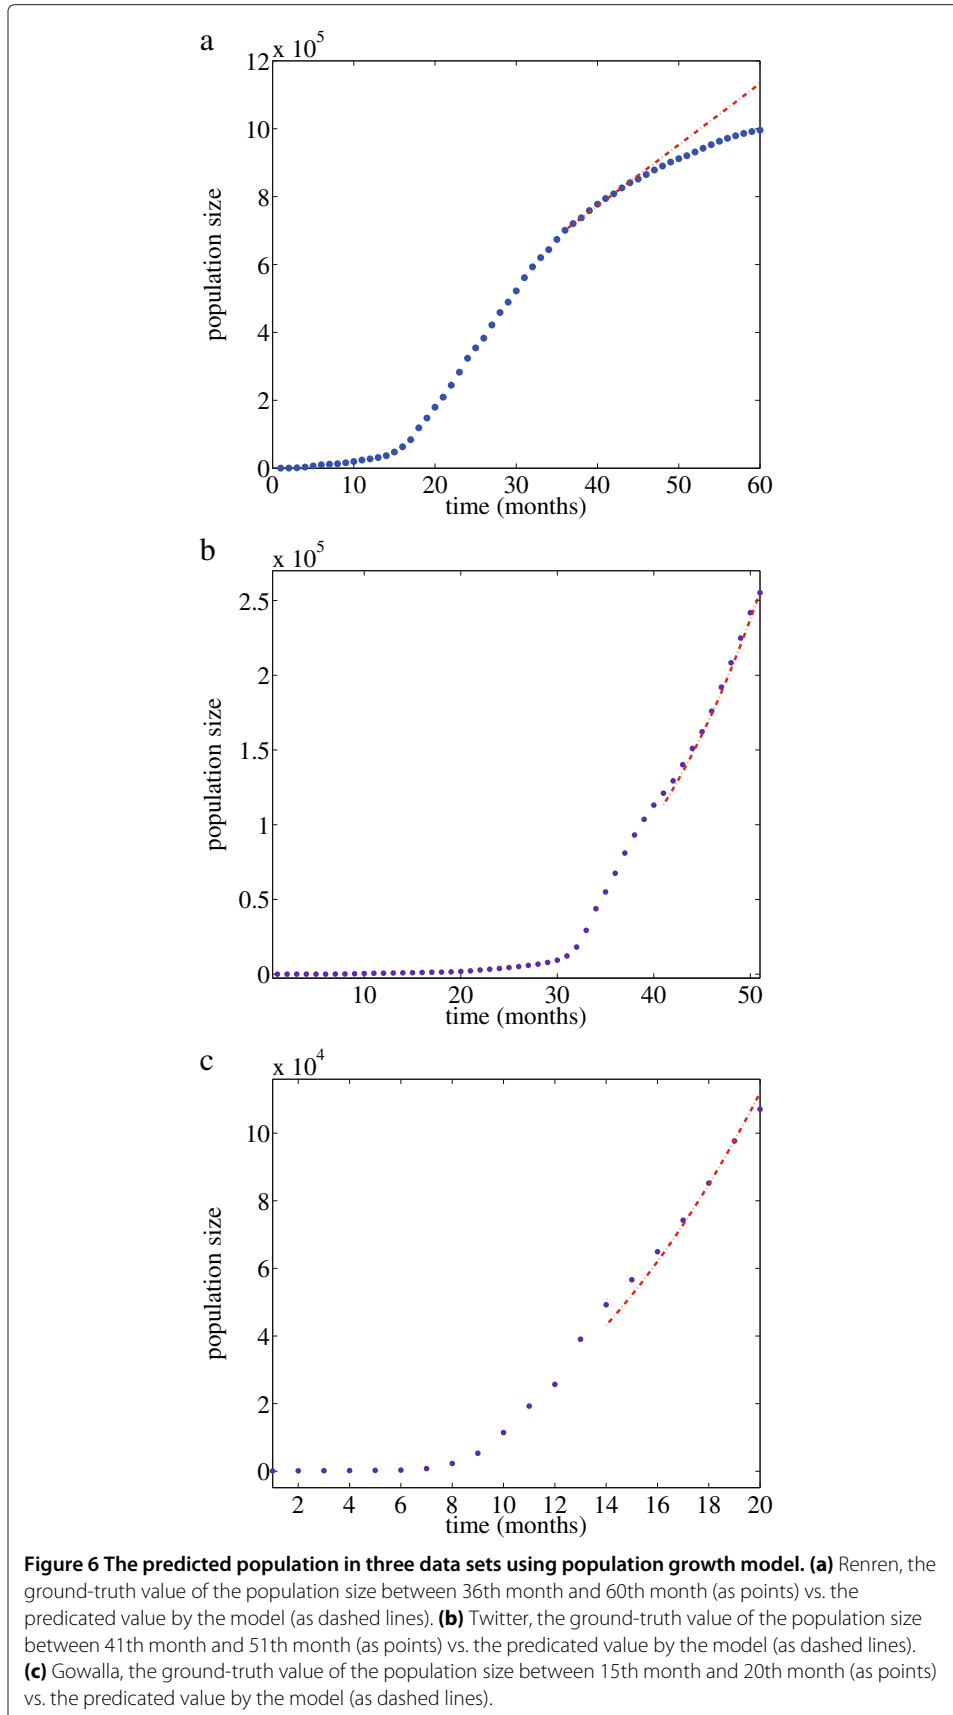 a
x 10^5
12
10
8
6
4
2
0
0 10 20 30 40 50 60
population size
time (months)
b
x 10^5
2.5
2
1.5
1
0.5
0
10 20 30 40 50
population size
time (months)
c
x 10^4
10
8
6
4
2
0
2 4 6 8 10 12 14 16 18 20
population size
time (months)
Figure 6 The predicted population in three data sets using population growth model. (a) Renren, the
ground-truth value of the population size between 36th month and 60th month (as points) vs. the
predicated value by the model (as dashed lines). (b) Twitter, the ground-truth value of the population size
between 41th month and 51th month (as points) vs. the predicated value by the model (as dashed lines).
(c) Gowalla, the ground-truth value of the population size between 15th month and 20th month (as points)
vs. the predicated value by the model (as dashed lines).